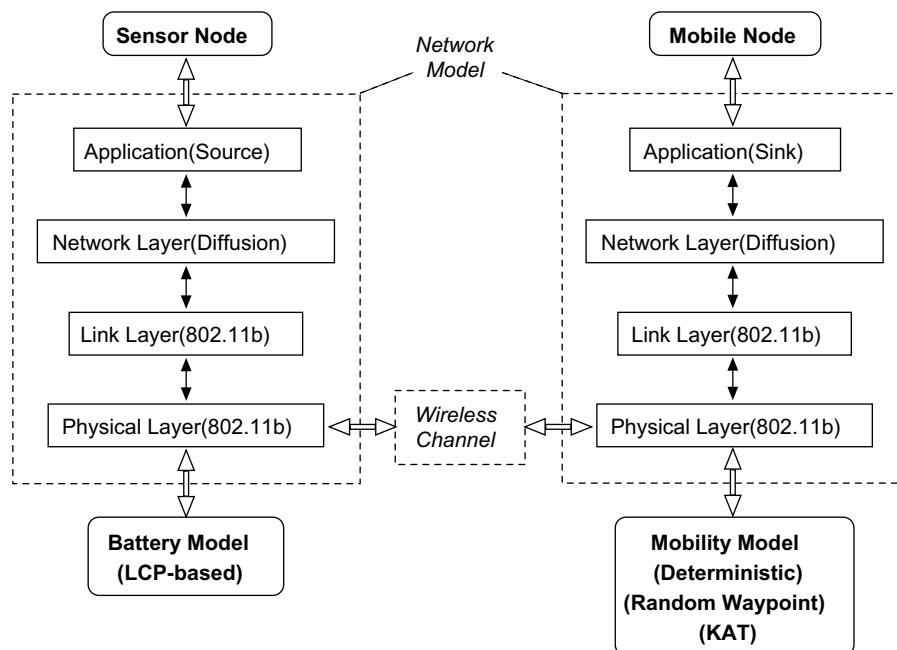 Sensor Node
Network
Model
Mobile Node
Application(Source)
Application(Sink)
Network Layer(Diffusion)
Network Layer(Diffusion)
Link Layer(802.11b)
Link Layer(802.11b)
Physical Layer(802.11b)
Wireless
Channel
Physical Layer(802.11b)
Battery Model
(LCP-based)
Mobility Model
(Deterministic)
(Random Waypoint)
(KAT)